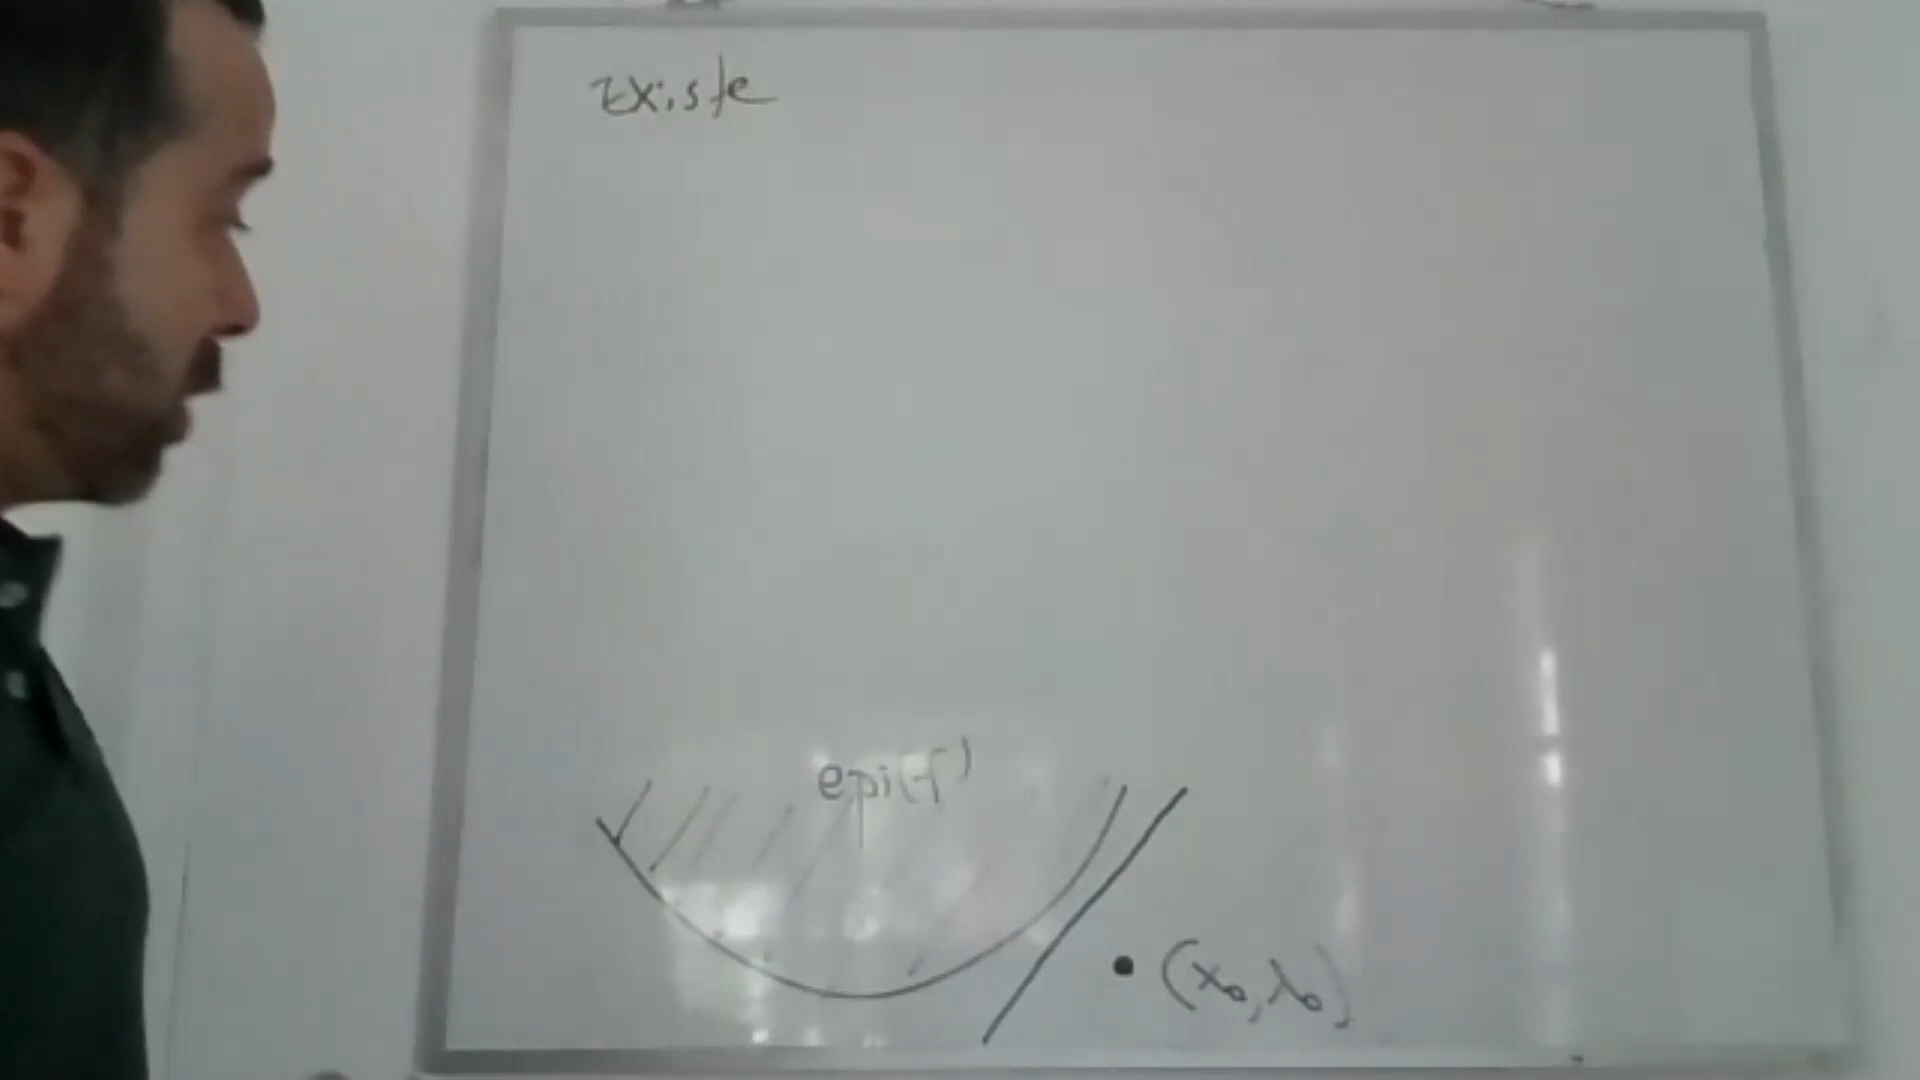 Existe
epi(f)
(x₀, λ₀)